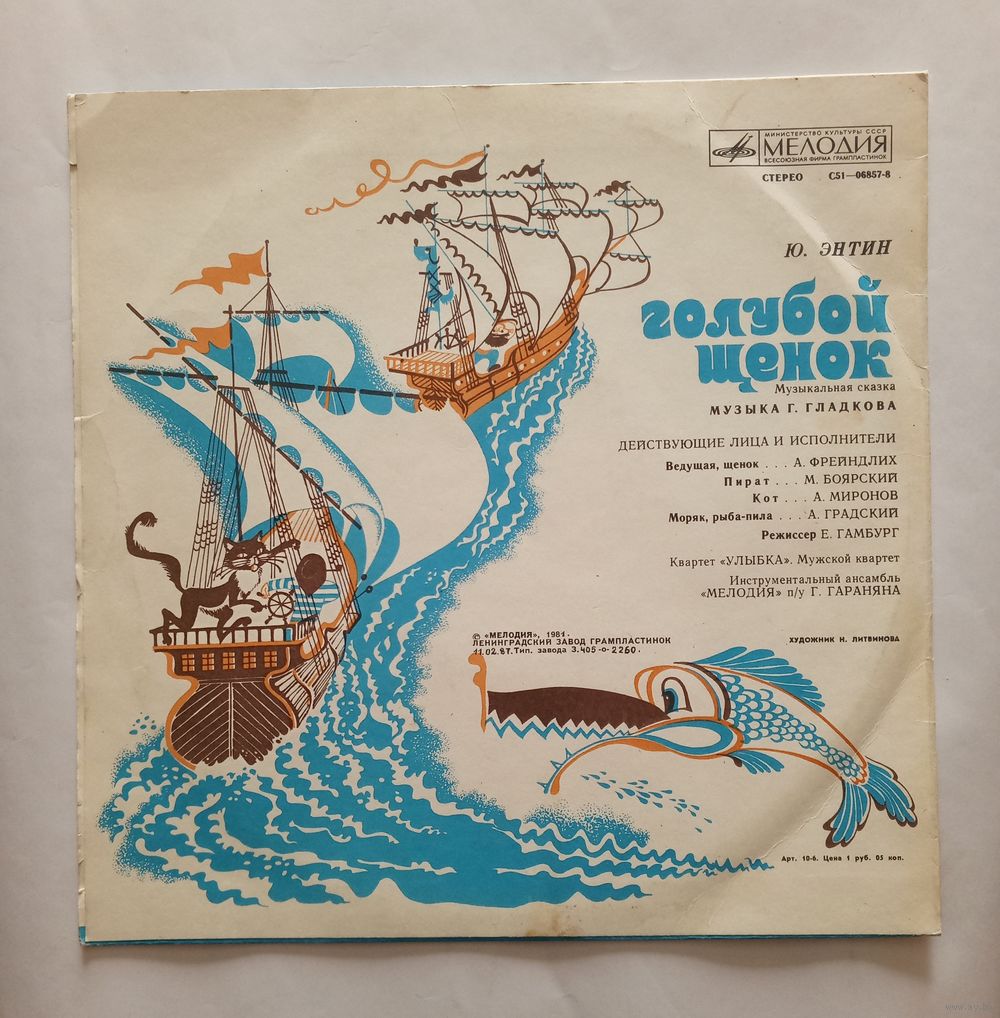 МИНИСТЕРСТВО КУЛЬТУРЫ СССР
МЕЛОДИЯ
ВСЕСОЮЗНАЯ ФИРМА ГРАМПЛАСТИНОК
СТЕРЕО С51—06857-8
Ю. ЭНТИН
ГОЛУБОЙ
ЩЕНОК
Музыкальная сказка
МУЗЫКА Г. ГЛАДКОВА
ДЕЙСТВУЮЩИЕ ЛИЦА И ИСПОЛНИТЕЛИ
Ведущая, щенок . . . А. ФРЕЙНДЛИХ
Пират . . . М. БОЯРСКИЙ
Кот . . . А. МИРОНОВ
Моряк, рыба-пила . . . А. ГРАДСКИЙ
Режиссер Е. ГАМБУРГ
Квартет «УЛЫБКА». Мужской квартет
Инструментальный ансамбль
«МЕЛОДИЯ» п/у Г. ГАРАНЯНА
© «МЕЛОДИЯ», 1981.
ЛЕНИНГРАДСКИЙ ЗАВОД ГРАМПЛАСТИНОК
11.02.87. Тип. завода З.405-о-2260.
ХУДОЖНИК Н. ЛИТВИНОВА
Арт. 10-6. Цена 1 руб. 05 коп.